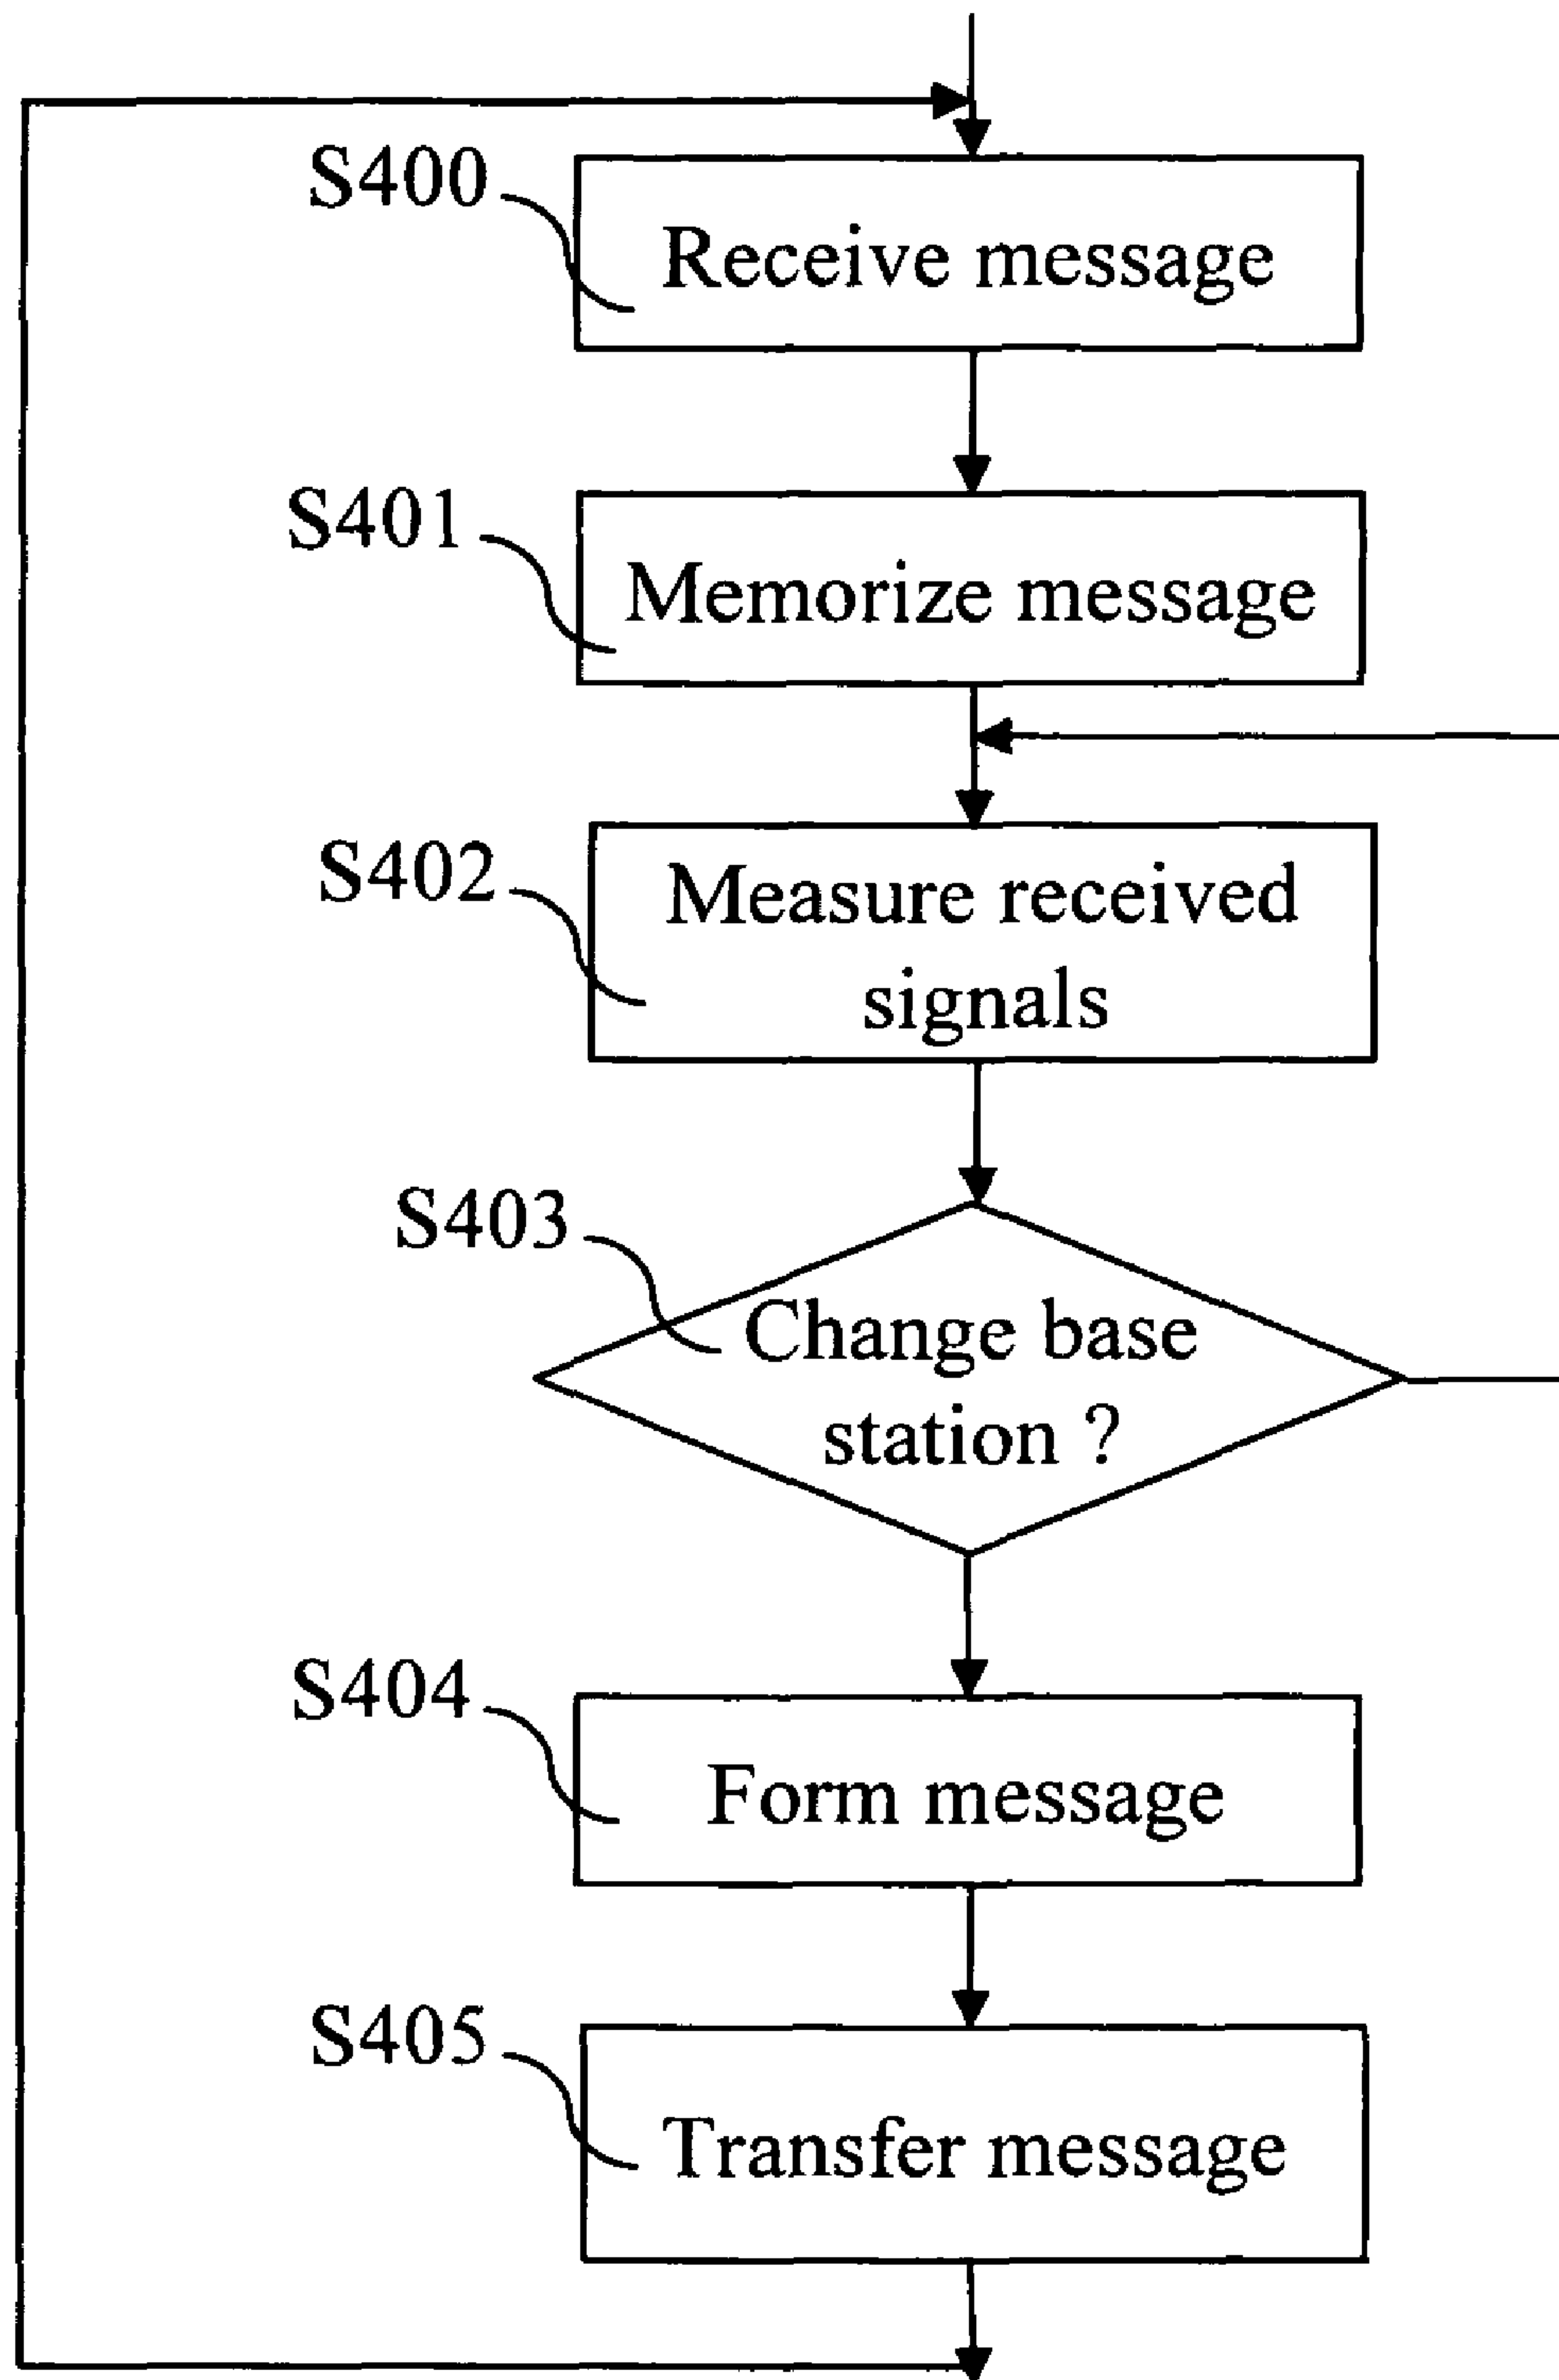 S400
Receive message
S401
Memorize message
S402
Measure received
signals
S403
Change base
station ?
S404
Form message
S405
Transfer message